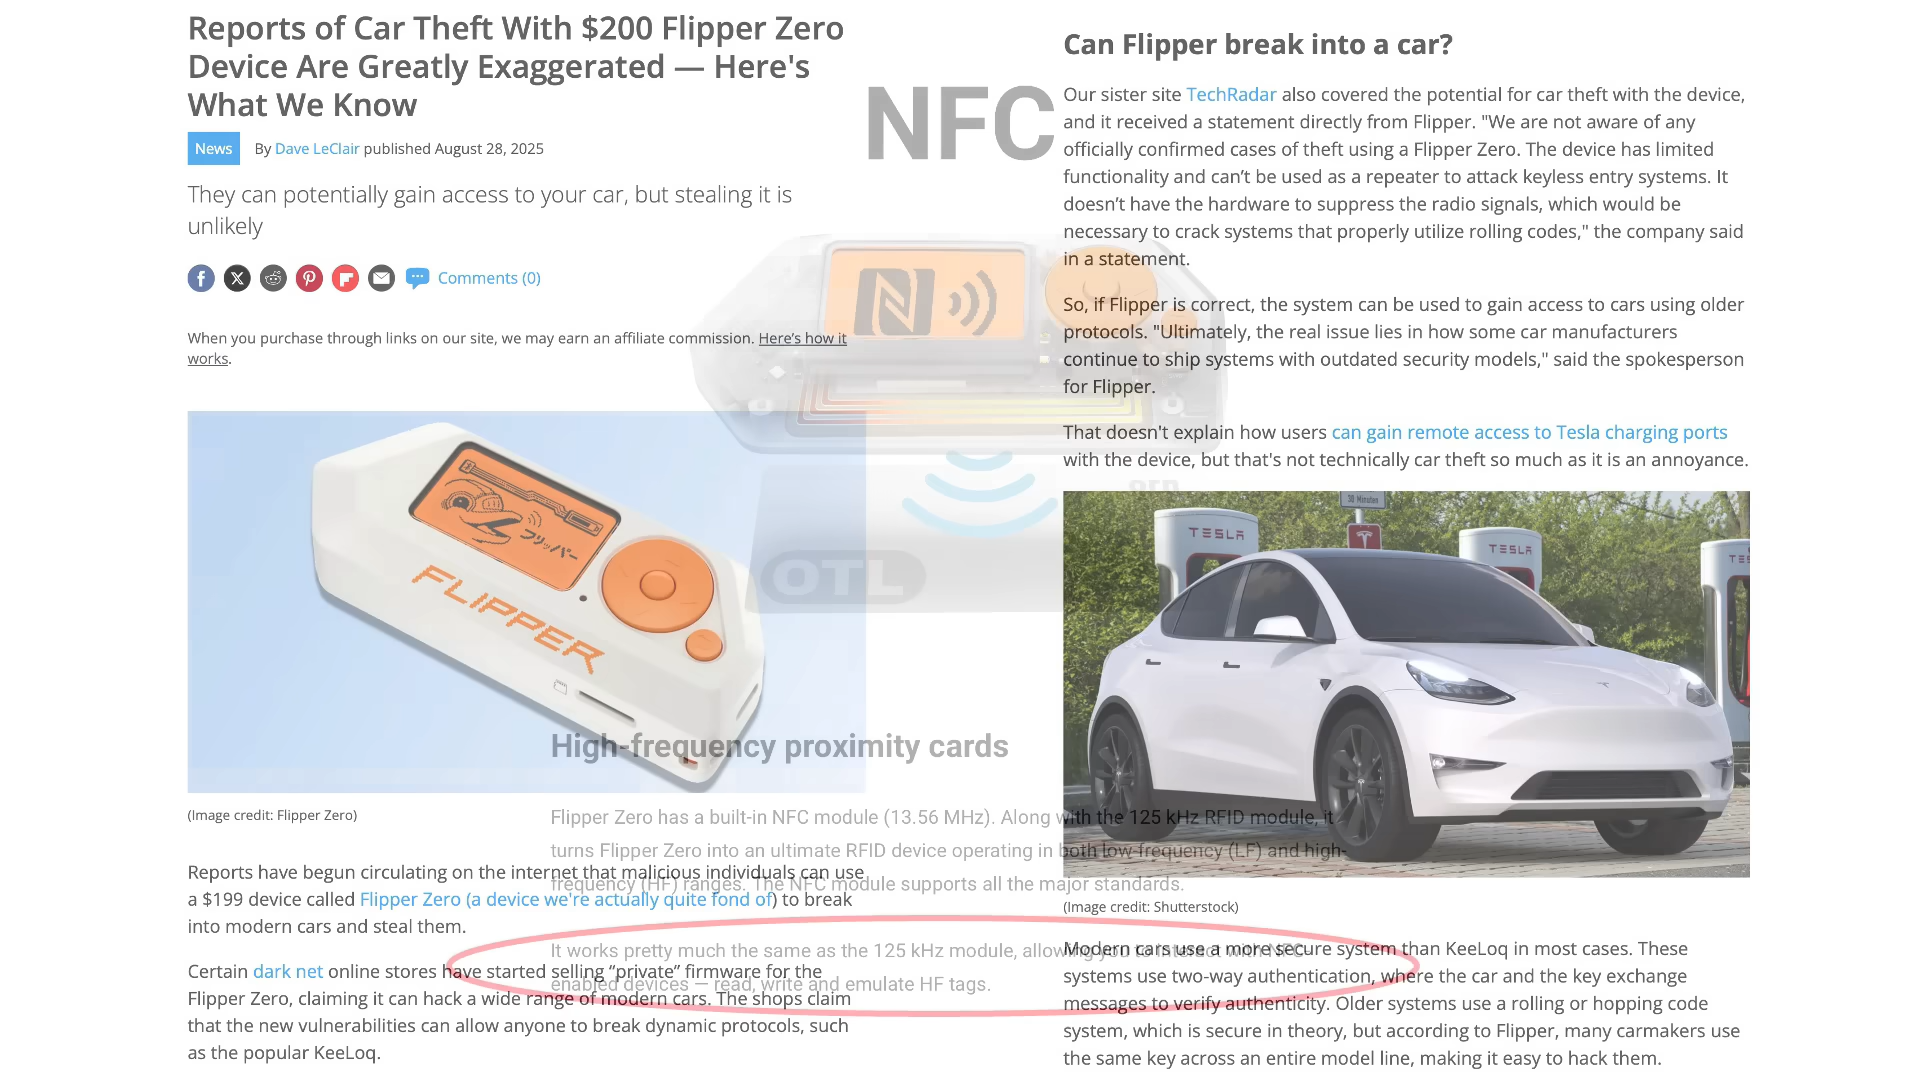 Reports of Car Theft With $200 Flipper Zero
Device Are Greatly Exaggerated — Here's
What We Know
News
By Dave LeClair published August 28, 2025
They can potentially gain access to your car, but stealing it is
unlikely
Comments (0)
When you purchase through links on our site, we may earn an affiliate commission. Here’s how it
works.
フリッパー
FLIPPER
(Image credit: Flipper Zero)
Reports have begun circulating on the internet that malicious individuals can use
a $199 device called Flipper Zero (a device we're actually quite fond of) to break
into modern cars and steal them.
Certain dark net online stores have started selling “private” firmware for the
Flipper Zero, claiming it can hack a wide range of modern cars. The shops claim
that the new vulnerabilities can allow anyone to break dynamic protocols, such
as the popular KeeLoq.
NFC
OTL
High-frequency proximity cards
Flipper Zero has a built-in NFC module (13.56 MHz). Along with the 125 kHz RFID module, it
turns Flipper Zero into an ultimate RFID device operating in both low-frequency (LF) and high-
frequency (HF) ranges. The NFC module supports all the major standards.
It works pretty much the same as the 125 kHz module, allowing you to interact with NFC-
enabled devices — read, write and emulate HF tags.
Can Flipper break into a car?
Our sister site TechRadar also covered the potential for car theft with the device,
and it received a statement directly from Flipper. "We are not aware of any
officially confirmed cases of theft using a Flipper Zero. The device has limited
functionality and can’t be used as a repeater to attack keyless entry systems. It
doesn’t have the hardware to suppress the radio signals, which would be
necessary to crack systems that properly utilize rolling codes," the company said
in a statement.
So, if Flipper is correct, the system can be used to gain access to cars using older
protocols. "Ultimately, the real issue lies in how some car manufacturers
continue to ship systems with outdated security models," said the spokesperson
for Flipper.
That doesn't explain how users can gain remote access to Tesla charging ports
with the device, but that's not technically car theft so much as it is an annoyance.
30 Minutes
TESLA
TESLA
(Image credit: Shutterstock)
Modern cars use a more secure system than KeeLoq in most cases. These
systems use two-way authentication, where the car and the key exchange
messages to verify authenticity. Older systems use a rolling or hopping code
system, which is secure in theory, but according to Flipper, many carmakers use
the same key across an entire model line, making it easy to hack them.